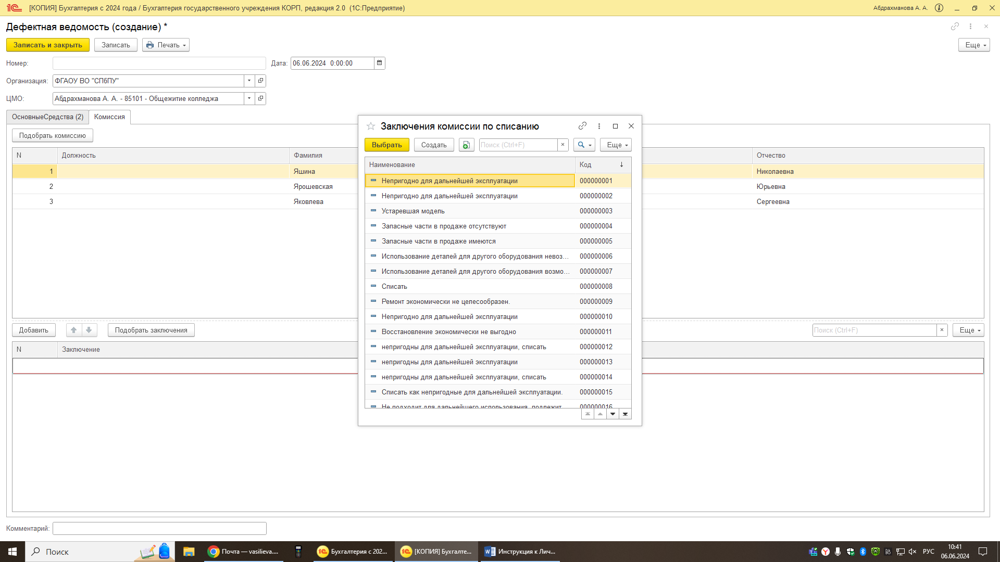 [КОПИЯ] Бухгалтерия с 2024 года / Бухгалтерия государственного учреждения КОРП, редакция 2.0 (1С:Предприятие)
Абдрахманова А. А.
Дефектная ведомость (создание) *
Записать и закрыть
Записать
Печать
Еще
Номер:
Дата: 06.06.2024 0:00:00
Организация: ФГАОУ ВО "СПбПУ"
ЦМО: Абдрахманова А. А. - 85101 - Общежитие колледжа
ОсновныеСредства (2)
Комиссия
Подобрать комиссию
N Должность Фамилия Отчество
1 Яшина Николаевна
2 Ярошевская Юрьевна
3 Яковлева Сергеевна
Заключения комиссии по списанию
Выбрать
Создать
Поиск (Ctrl+F)
×
Еще
Наименование Код ↓
Непригодно для дальнейшей эксплуатации 000000001
Непригодно для дальнейшей эксплуатации 000000002
Устаревшая модель 000000003
Запасные части в продаже отсутствуют 000000004
Запасные части в продаже имеются 000000005
Использование деталей для другого оборудования невоз... 000000006
Использование деталей для другого оборудования возмо... 000000007
Списать 000000008
Ремонт экономически не целесообразен. 000000009
Непригодно для дальнейшей эксплуатации 000000010
Восстановление экономически не выгодно 000000011
непригодны для дальнейшей эксплуатации, списать 000000012
непригодны для дальнейшей эксплуатации 000000013
непригодны для дальнейшей эксплуатации, списать 000000014
Списать как непригодные для дальнейшей эксплуатации. 000000015
Не подходит для дальнейшего использования, подлежит 000000016
Добавить
Подобрать заключения
Поиск (Ctrl+F)
×
Еще
N Заключение
Комментарий:
Поиск
Почта — vasilieva....
Бухгалтерия с 202...
[КОПИЯ] Бухгалте...
Инструкция к Лич...
РУС
10:41
06.06.2024